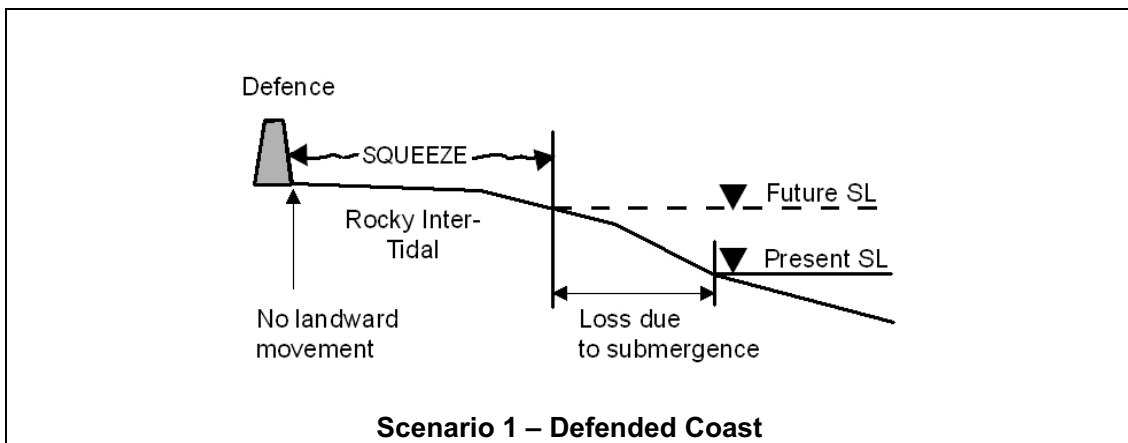 Defence
SQUEEZE
Future SL
Rocky Inter-
Tidal
Present SL
No landward
movement
Loss due
to submergence
Scenario 1 – Defended Coast